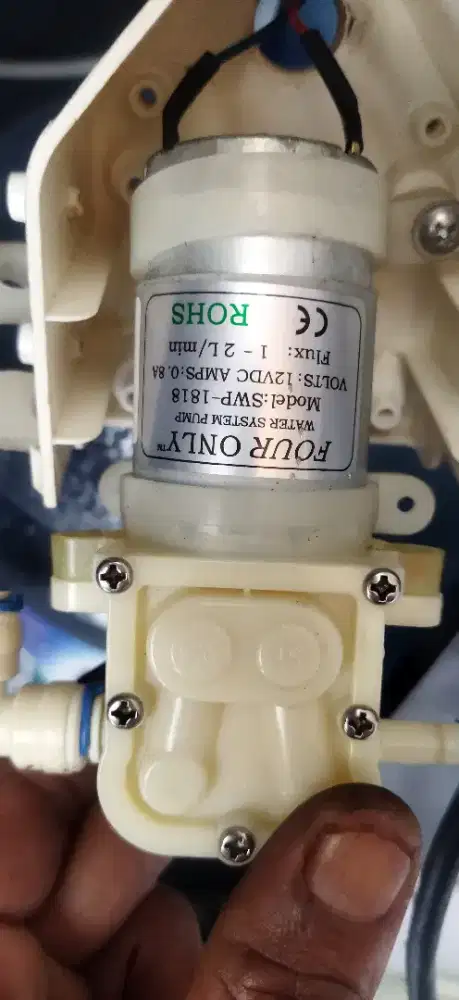 FOUR ONLY™
WATER SYSTEM PUMP
Model:SWP-1818
VOLTS:12VDC AMPS:0.8A
Flux: 1 - 2 L/min
CE ROHS